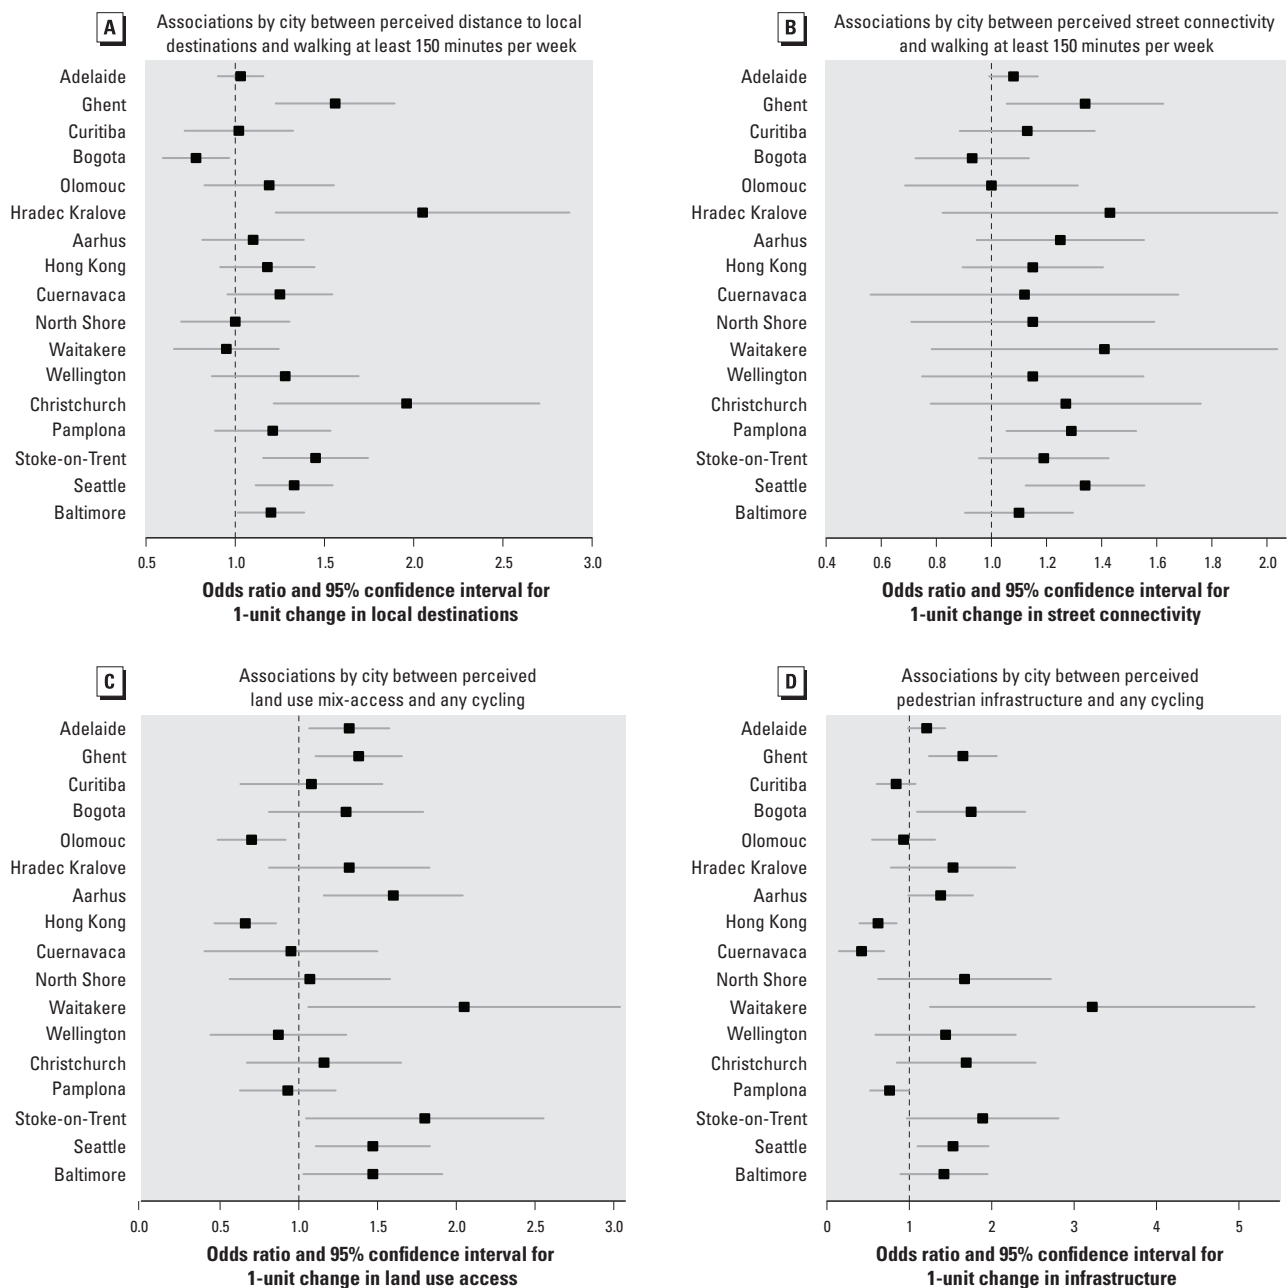 A
Associations by city between perceived distance to local
destinations and walking at least 150 minutes per week
Adelaide
Ghent
Curitiba
Bogota
Olomouc
Hradec Kralove
Aarhus
Hong Kong
Cuernavaca
North Shore
Waitakere
Wellington
Christchurch
Pamplona
Stoke-on-Trent
Seattle
Baltimore
0.5 1.0 1.5 2.0 2.5 3.0
Odds ratio and 95% confidence interval for
1-unit change in local destinations
B
Associations by city between perceived street connectivity
and walking at least 150 minutes per week
Adelaide
Ghent
Curitiba
Bogota
Olomouc
Hradec Kralove
Aarhus
Hong Kong
Cuernavaca
North Shore
Waitakere
Wellington
Christchurch
Pamplona
Stoke-on-Trent
Seattle
Baltimore
0.4 0.6 0.8 1.0 1.2 1.4 1.6 1.8 2.0
Odds ratio and 95% confidence interval for
1-unit change in street connectivity
C
Associations by city between perceived
land use mix-access and any cycling
Adelaide
Ghent
Curitiba
Bogota
Olomouc
Hradec Kralove
Aarhus
Hong Kong
Cuernavaca
North Shore
Waitakere
Wellington
Christchurch
Pamplona
Stoke-on-Trent
Seattle
Baltimore
0.0 0.5 1.0 1.5 2.0 3.0
Odds ratio and 95% confidence interval for
1-unit change in land use access
D
Associations by city between perceived
pedestrian infrastructure and any cycling
Adelaide
Ghent
Curitiba
Bogota
Olomouc
Hradec Kralove
Aarhus
Hong Kong
Cuernavaca
North Shore
Waitakere
Wellington
Christchurch
Pamplona
Stoke-on-Trent
Seattle
Baltimore
0 1 2 3 4 5
Odds ratio and 95% confidence interval for
1-unit change in infrastructure